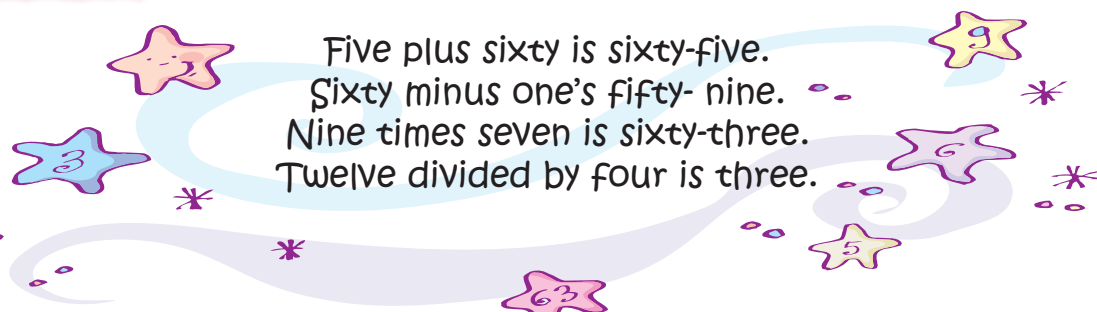 Five plus sixty is sixty-five.
Sixty minus one's fifty- nine.
Nine times seven is sixty-three.
Twelve divided by four is three.
9
3
6
5
63